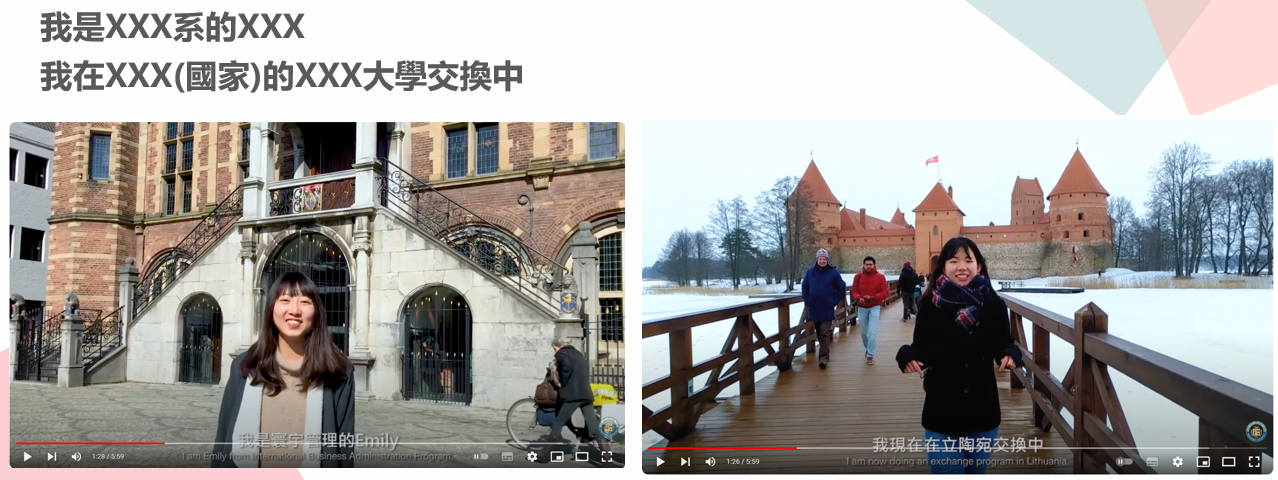 我是XXX系的XXX
我在XXX(國家)的XXX大學交換中
我是寰宇管理的Emily
I am Emily from International Business Administration Program.
1:28 / 5:59
我現在在立陶宛交換中
I am now doing an exchange program in Lithuania.
1:26 / 5:59